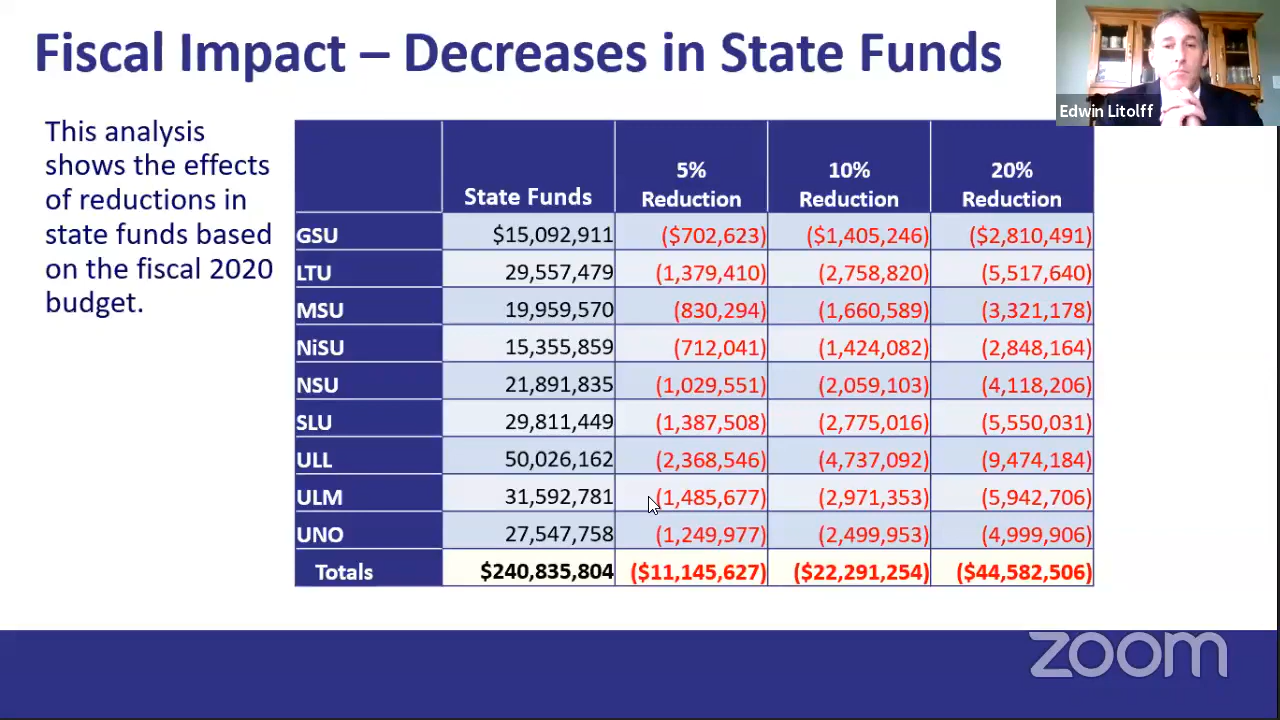 Fiscal Impact – Decreases in State Funds
Edwin Litolff
This analysis
shows the effects
of reductions in
state funds based
on the fiscal 2020
budget.
State Funds 5% Reduction 10% Reduction 20% Reduction
GSU $15,092,911 ($702,623) ($1,405,246) ($2,810,491)
LTU 29,557,479 (1,379,410) (2,758,820) (5,517,640)
MSU 19,959,570 (830,294) (1,660,589) (3,321,178)
NiSU 15,355,859 (712,041) (1,424,082) (2,848,164)
NSU 21,891,835 (1,029,551) (2,059,103) (4,118,206)
SLU 29,811,449 (1,387,508) (2,775,016) (5,550,031)
ULL 50,026,162 (2,368,546) (4,737,092) (9,474,184)
ULM 31,592,781 (1,485,677) (2,971,353) (5,942,706)
UNO 27,547,758 (1,249,977) (2,499,953) (4,999,906)
Totals $240,835,804 ($11,145,627) ($22,291,254) ($44,582,506)
zoom